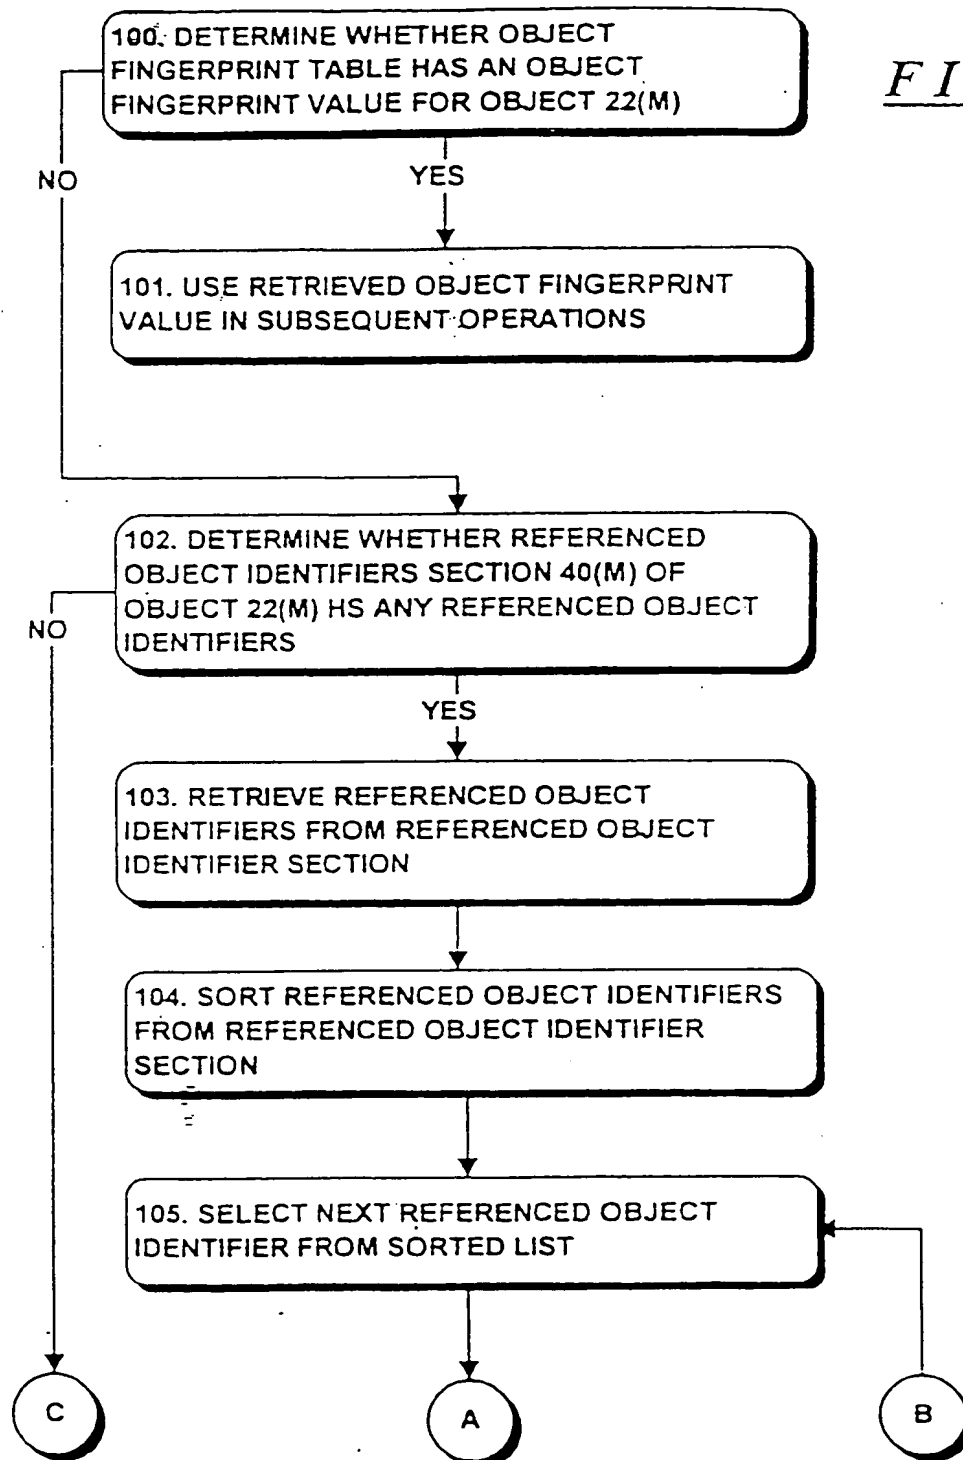 100. DETERMINE WHETHER OBJECT
FINGERPRINT TABLE HAS AN OBJECT
FINGERPRINT VALUE FOR OBJECT 22(M)
F I
NO
YES
101. USE RETRIEVED OBJECT FINGERPRINT
VALUE IN SUBSEQUENT OPERATIONS
102. DETERMINE WHETHER REFERENCED
OBJECT IDENTIFIERS SECTION 40(M) OF
OBJECT 22(M) HS ANY REFERENCED OBJECT
IDENTIFIERS
NO
YES
103. RETRIEVE REFERENCED OBJECT
IDENTIFIERS FROM REFERENCED OBJECT
IDENTIFIER SECTION
104. SORT REFERENCED OBJECT IDENTIFIERS
FROM REFERENCED OBJECT IDENTIFIER
SECTION
105. SELECT NEXT REFERENCED OBJECT
IDENTIFIER FROM SORTED LIST
C
A
B